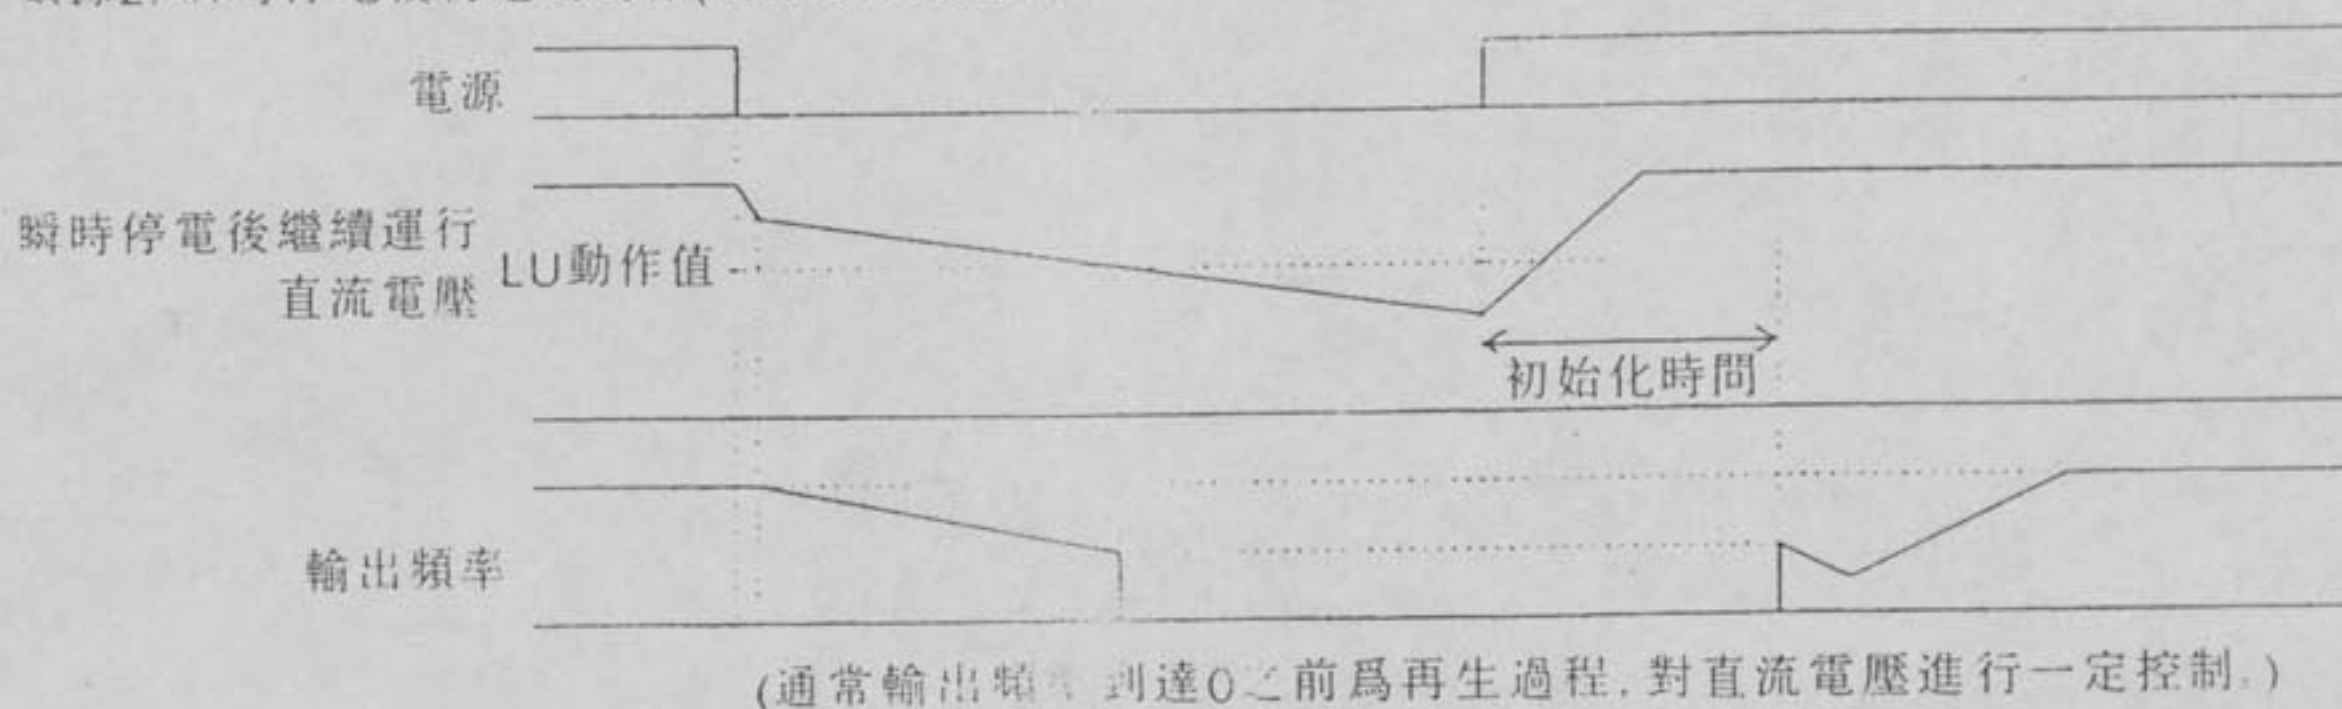 電源
瞬時停電後繼續運行
直流電壓
LU動作值
初始化時間
輸出頻率
(通常輸出頻 到達0之前爲再生過程,對直流電壓進行一定控制。)